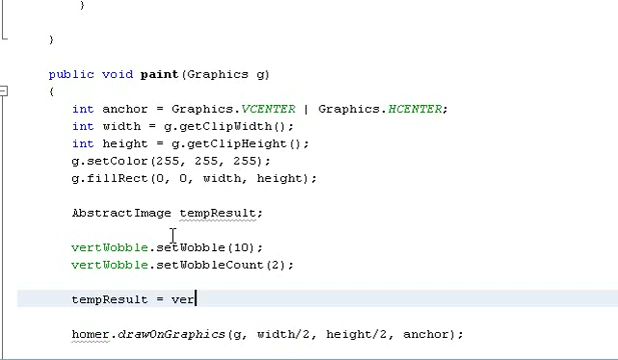 }
}
public void paint(Graphics g)
{
int anchor = Graphics.VCENTER | Graphics.HCENTER;
int width = g.getClipWidth();
int height = g.getClipHeight();
g.setColor(255, 255, 255);
g.fillRect(0, 0, width, height);
AbstractImage tempResult;
vertWobble.setWobble(10);
vertWobble.setWobbleCount(2);
tempResult = ver
homer.drawOnGraphics(g, width/2, height/2, anchor);